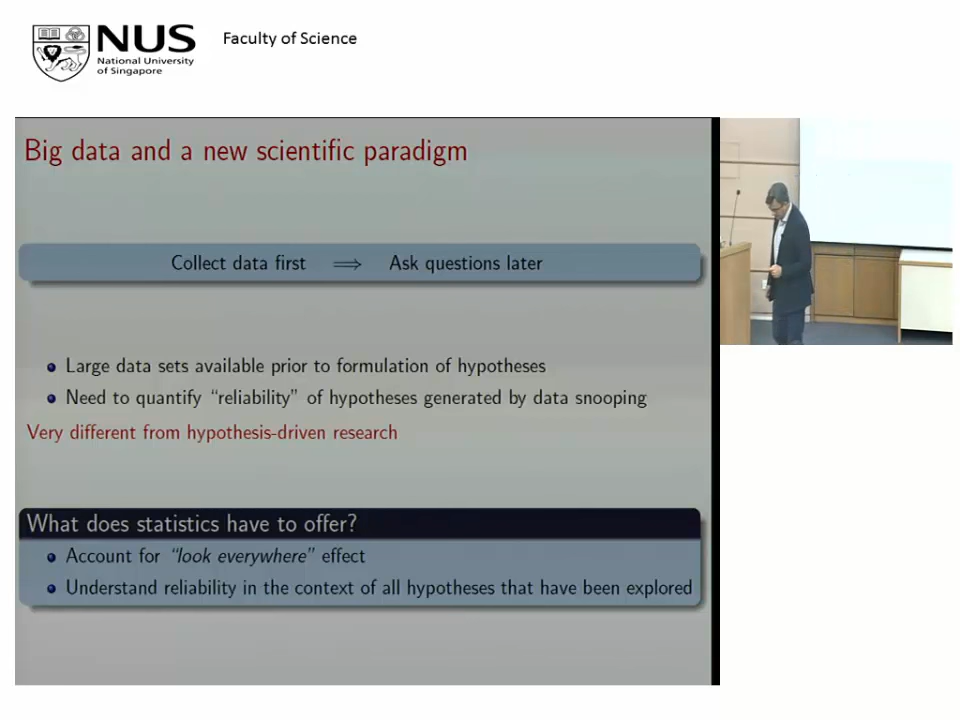 NUS
National University
of Singapore
Faculty of Science
Big data and a new scientific paradigm
Collect data first ⟹ Ask questions later
Large data sets available prior to formulation of hypotheses
Need to quantify “reliability” of hypotheses generated by data snooping
Very different from hypothesis-driven research
What does statistics have to offer?
Account for “look everywhere” effect
Understand reliability in the context of all hypotheses that have been explored